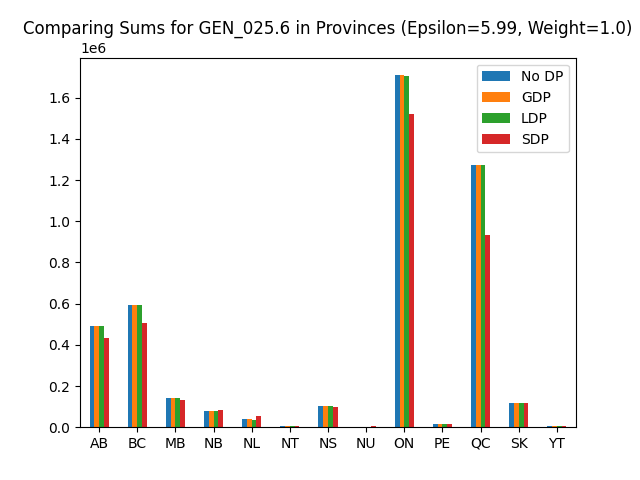 Comparing Sums for GEN_025.6 in Provinces (Epsilon=5.99, Weight=1.0)
1e6
No DP
GDP
LDP
SDP
1.6
1.4
1.2
1.0
0.8
0.6
0.4
0.2
0.0
AB BC MB NB NL NT NS NU ON PE QC SK YT